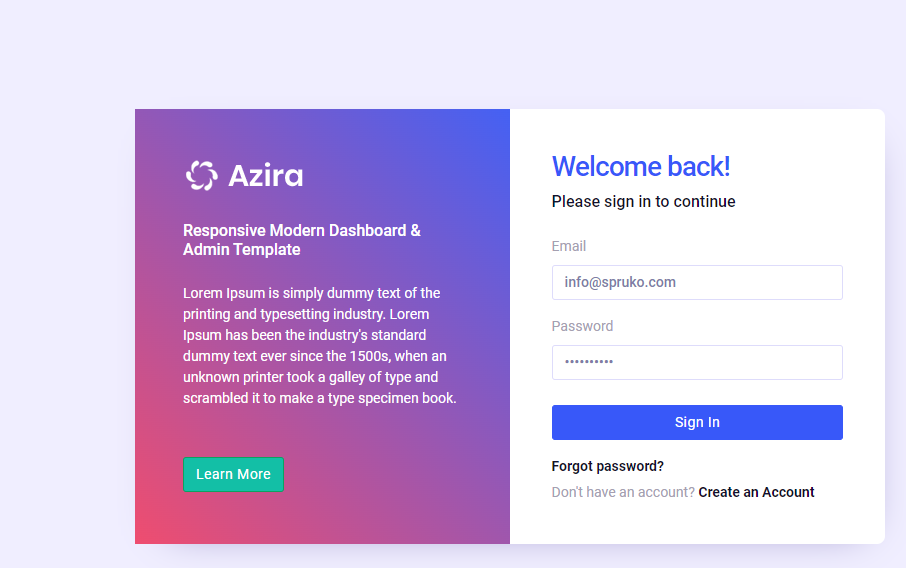 Azira
Responsive Modern Dashboard &
Admin Template
Lorem Ipsum is simply dummy text of the
printing and typesetting industry. Lorem
Ipsum has been the industry's standard
dummy text ever since the 1500s, when an
unknown printer took a galley of type and
scrambled it to make a type specimen book.
Learn More
Welcome back!
Please sign in to continue
Email
info@spruko.com
Password
••••••••••
Sign In
Forgot password?
Don't have an account? Create an Account